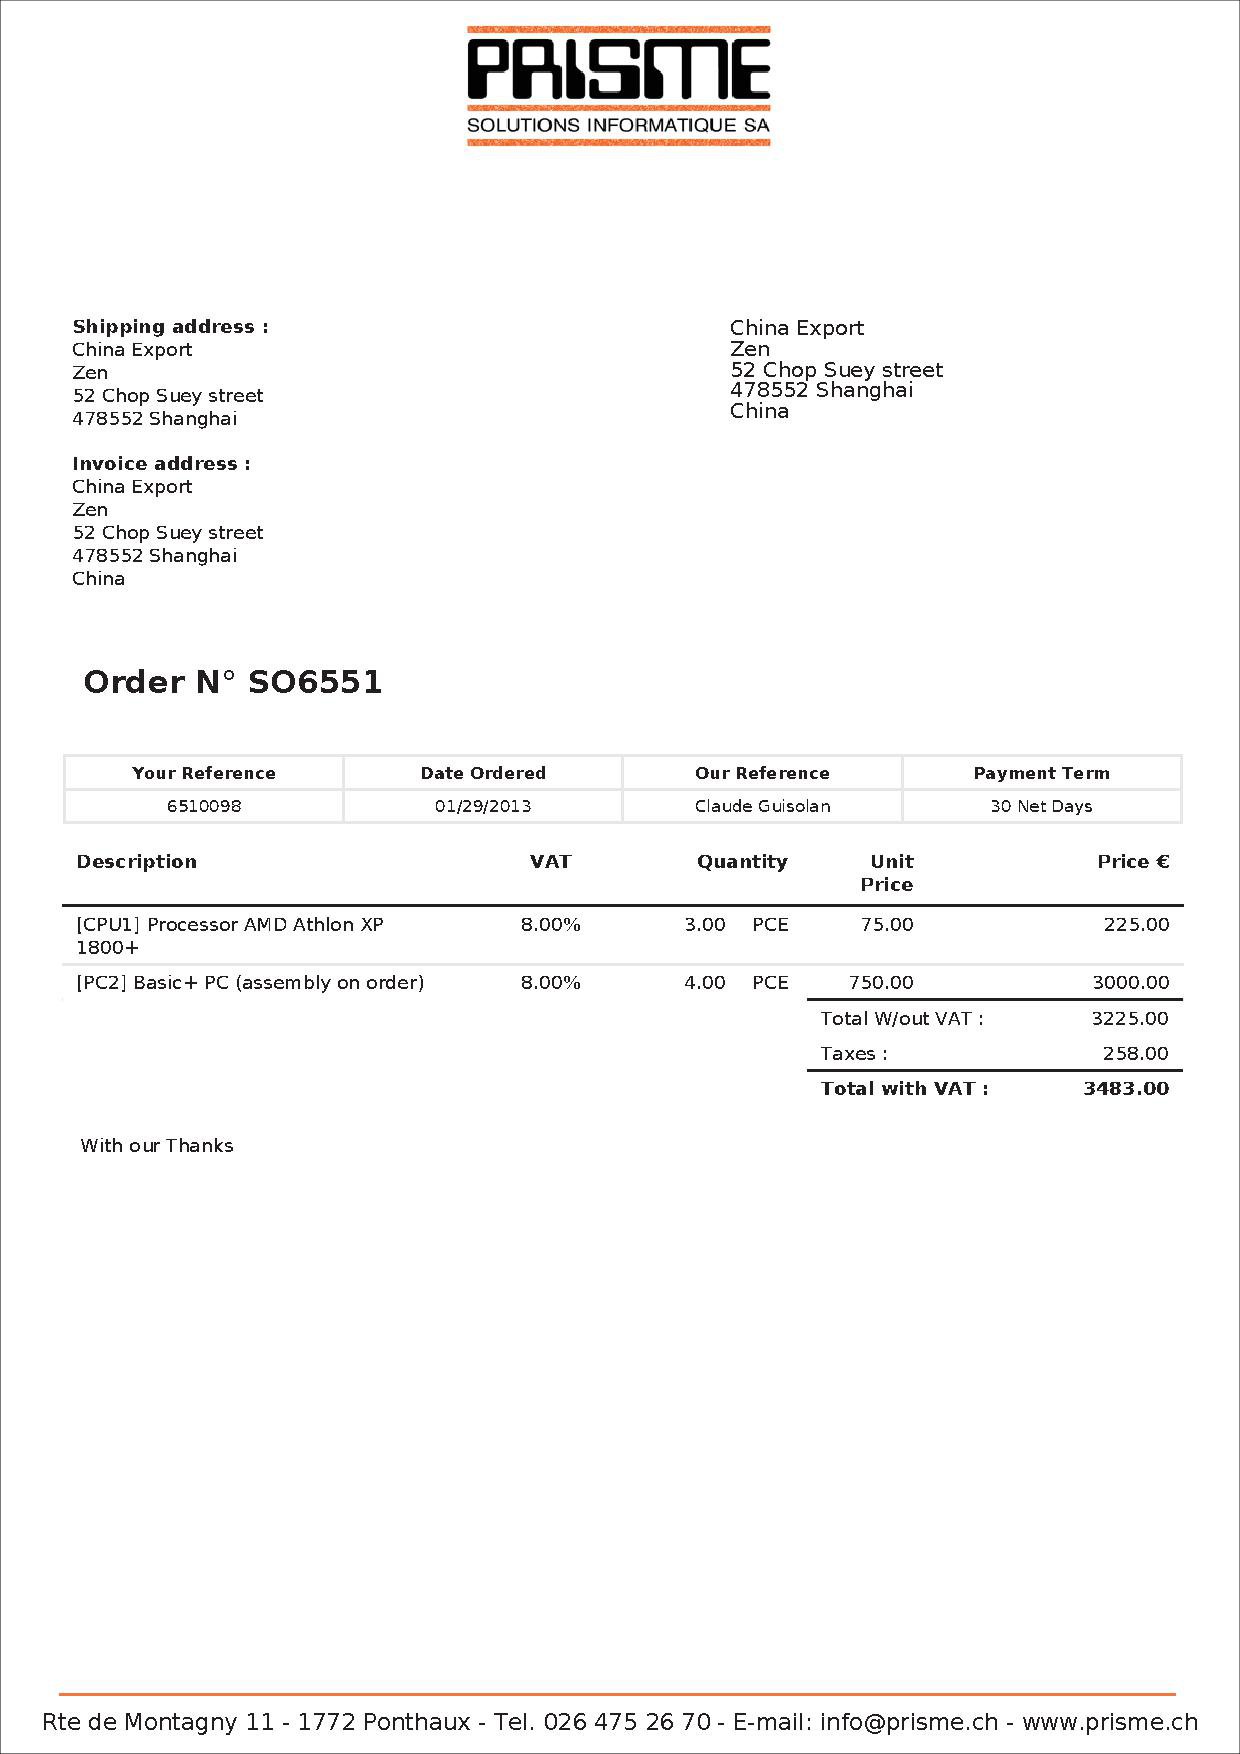 PRISME
SOLUTIONS INFORMATIQUE SA
Shipping address :
China Export
Zen
52 Chop Suey street
478552 Shanghai
China Export
Zen
52 Chop Suey street
478552 Shanghai
China
Invoice address :
China Export
Zen
52 Chop Suey street
478552 Shanghai
China
Order N° SO6551
Your Reference Date Ordered Our Reference Payment Term
6510098 01/29/2013 Claude Guisolan 30 Net Days
Description VAT Quantity Unit Price €
Price
[CPU1] Processor AMD Athlon XP 8.00% 3.00 PCE 75.00 225.00
1800+
[PC2] Basic+ PC (assembly on order) 8.00% 4.00 PCE 750.00 3000.00
Total W/out VAT : 3225.00
Taxes : 258.00
Total with VAT : 3483.00
With our Thanks
Rte de Montagny 11 - 1772 Ponthaux - Tel. 026 475 26 70 - E-mail: info@prisme.ch - www.prisme.ch